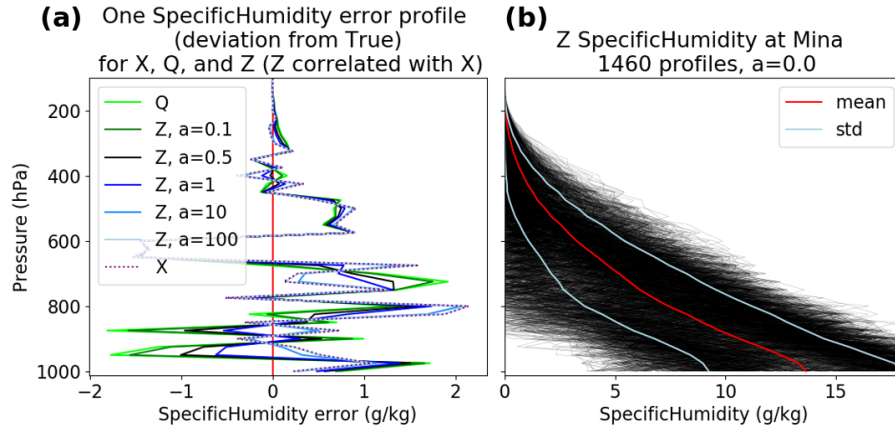 (a) One SpecificHumidity error profile
(deviation from True)
for X, Q, and Z (Z correlated with X)
Pressure (hPa)
200
400
600
800
1000
Q
Z, a=0.1
Z, a=0.5
Z, a=1
Z, a=10
Z, a=100
X
−2
−1
0
1
2
SpecificHumidity error (g/kg)
(b)
Z SpecificHumidity at Mina
1460 profiles, a=0.0
mean
std
0
5
10
15
SpecificHumidity (g/kg)